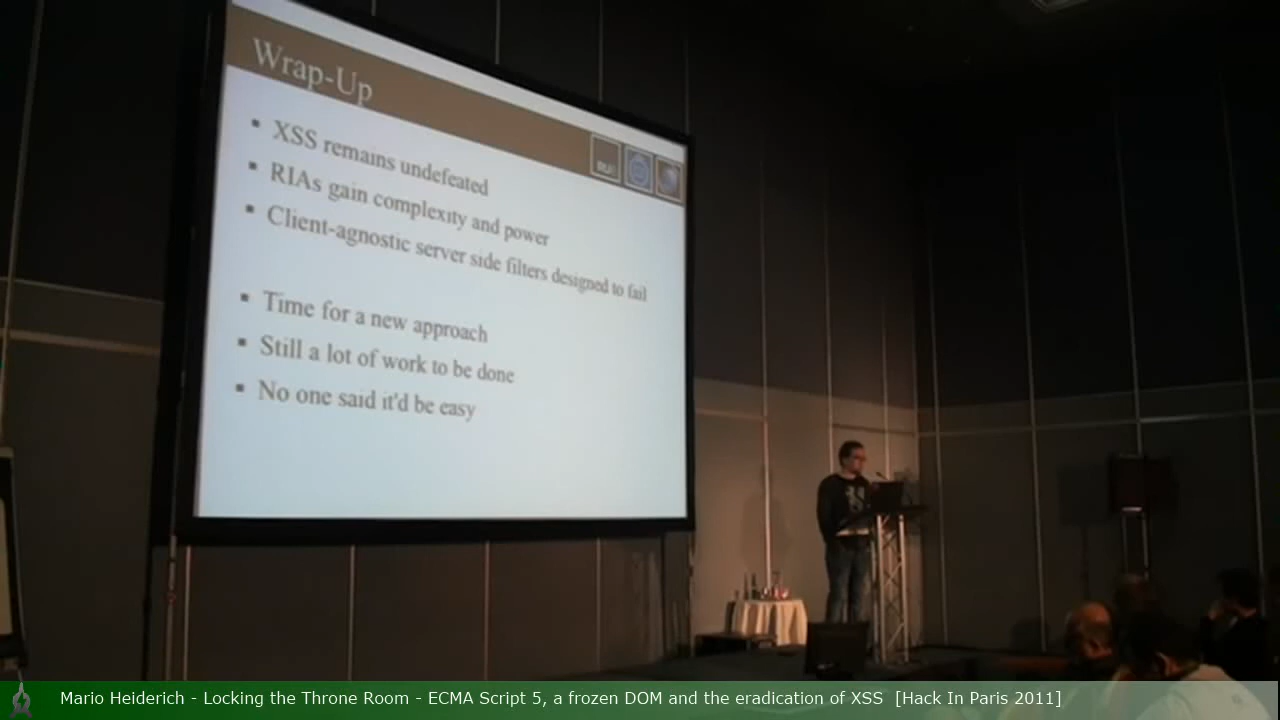 Wrap-Up
RUB
▪ XSS remains undefeated
▪ RIAs gain complexity and power
▪ Client-agnostic server side filters designed to fail
▪ Time for a new approach
▪ Still a lot of work to be done
▪ No one said it'd be easy
Mario Heiderich - Locking the Throne Room - ECMA Script 5, a frozen DOM and the eradication of XSS [Hack In Paris 2011]